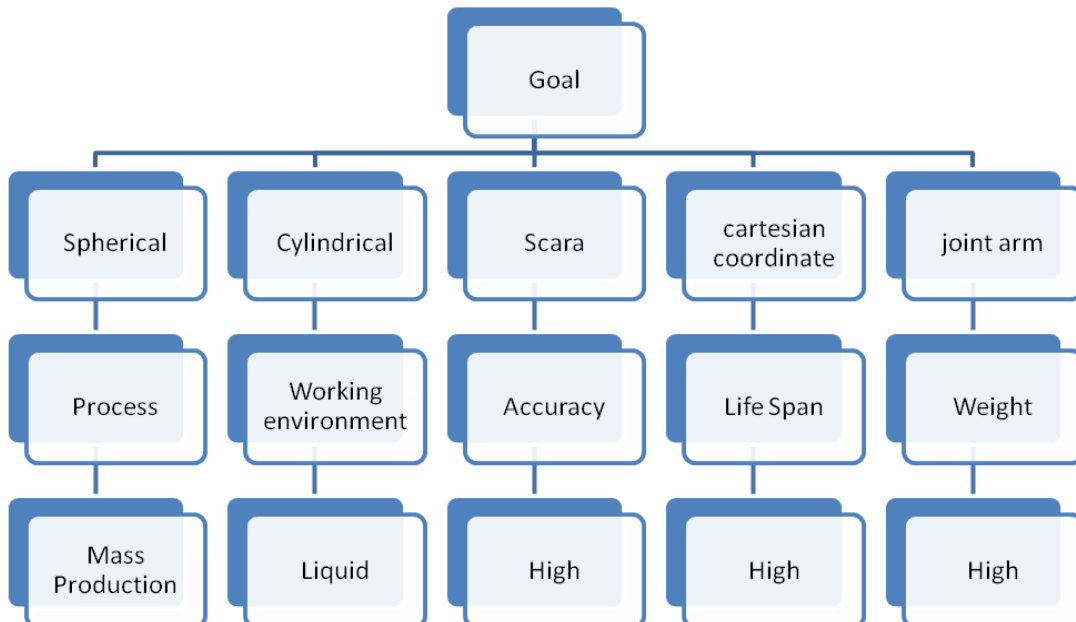 Goal
Spherical
Cylindrical
Scara
cartesian
coordinate
joint arm
Process
Working
environment
Accuracy
Life Span
Weight
Mass
Production
Liquid
High
High
High